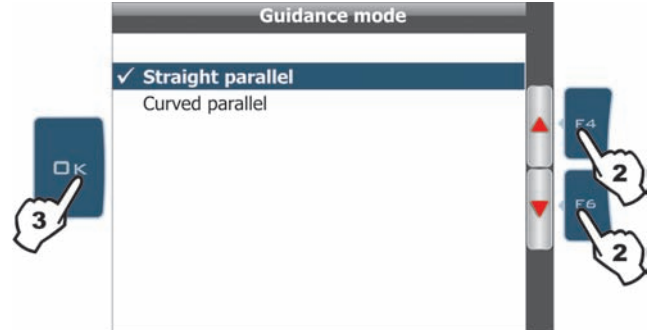 Guidance mode
✓ Straight parallel
Curved parallel
OK
3
F4
2
F6
2